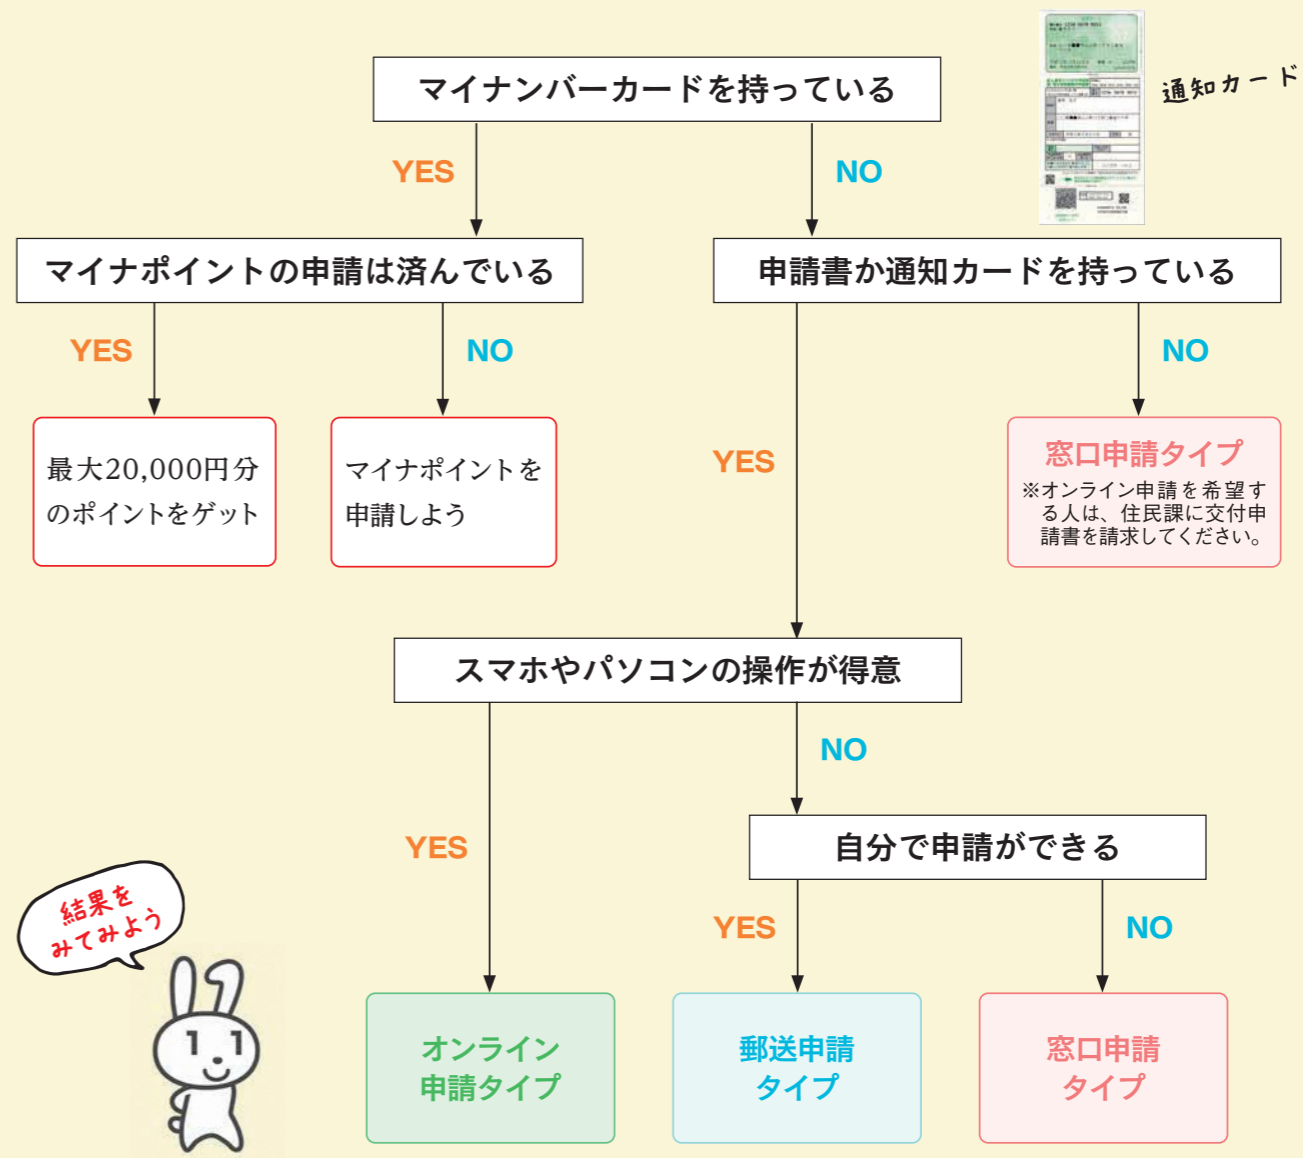 マイナンバーカードを持っている
通知カード
YES
NO
マイナポイントの申請は済んでいる
申請書か通知カードを持っている
YES
NO
YES
NO
最大20,000円分
のポイントをゲット
マイナポイントを
申請しよう
窓口申請タイプ
※オンライン申請を希望す
る人は、住民課に交付申
請書を請求してください。
スマホやパソコンの操作が得意
YES
NO
自分で申請ができる
YES
NO
結果を
みてみよう
オンライン
申請タイプ
郵送申請
タイプ
窓口申請
タイプ